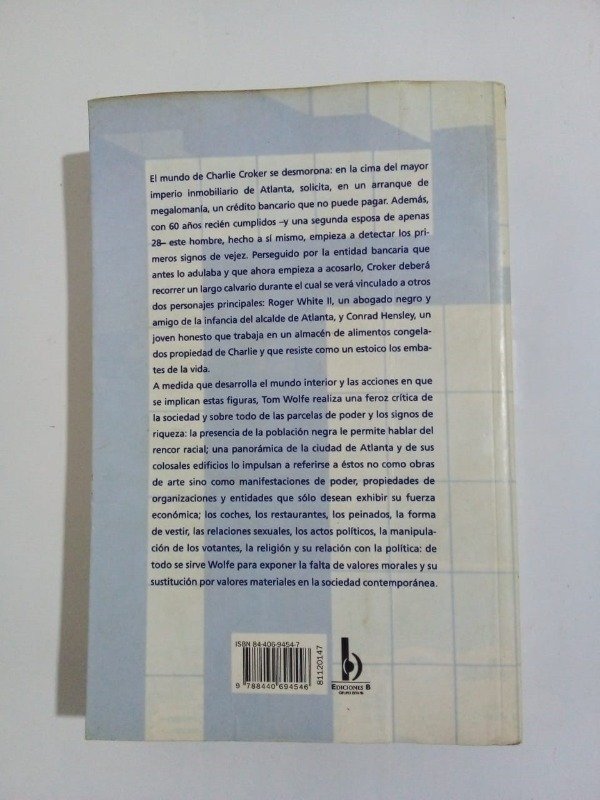 El mundo de Charlie Croker se desmorona: en la cima del mayor
imperio inmobiliario de Atlanta, solicita, en un arranque de
megalomanía, un crédito bancario que no puede pagar. Además,
con 60 años recién cumplidos –y una segunda esposa de apenas
28– este hombre, hecho a sí mismo, empieza a detectar los pri-
meros signos de vejez. Perseguido por la entidad bancaria que
antes lo adulaba y que ahora empieza a acosarlo, Croker deberá
recorrer un largo calvario durante el cual se verá vinculado a otros
personajes principales: Roger White II, un abogado negro y
amigo de la infancia del alcalde de Atlanta, y Conrad Hensley, un
joven honesto que trabaja en un almacén de alimentos congela-
dos propiedad de Charlie y que resiste como un estoico los emba-
tes de la vida.
A medida que desarrolla el mundo interior y las acciones en que
se implican estas figuras, Tom Wolfe realiza una feroz crítica de
la sociedad y sobre todo de las parcelas de poder y los signos de
riqueza: la presencia de la población negra le permite hablar del
rencor racial; una panorámica de la ciudad de Atlanta y de sus
colosales edificios lo impulsan a referirse a éstos no como obras
de arte sino como manifestaciones de poder, propiedades de
organizaciones y entidades que sólo desean exhibir su fuerza
económica; los coches, los restaurantes, los peinados, la forma
de vestir, las relaciones sexuales, los actos políticos, la manipula-
ción de los votantes, la religión y su relación con la política: de
todo se sirve Wolfe para exponer la falta de valores morales y su
sustitución por valores materiales en la sociedad contemporánea.
ISBN 84-406-9454-7
9 788440 694546
81120147
b
EDICIONES B
GRUPO ZETA